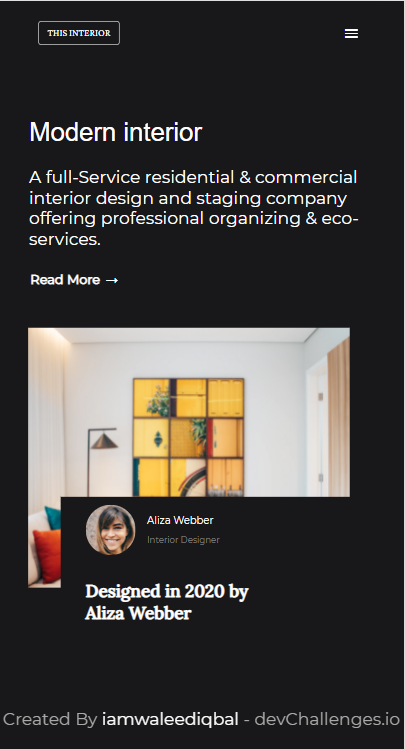 THIS INTERIOR
Modern interior
A full-Service residential & commercial
interior design and staging company
offering professional organizing & eco-
services.
Read More →
Aliza Webber
Interior Designer
Designed in 2020 by
Aliza Webber
Created By iamwaleediqbal - devChallenges.io